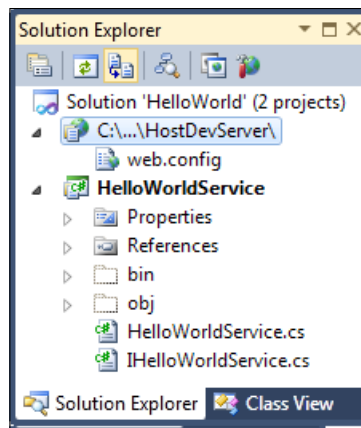 Solution Explorer
Solution 'HelloWorld' (2 projects)
C:\...\HostDevServer\
web.config
HelloWorldService
Properties
References
bin
obj
HelloWorldService.cs
IHelloWorldService.cs
Solution Explorer Class View